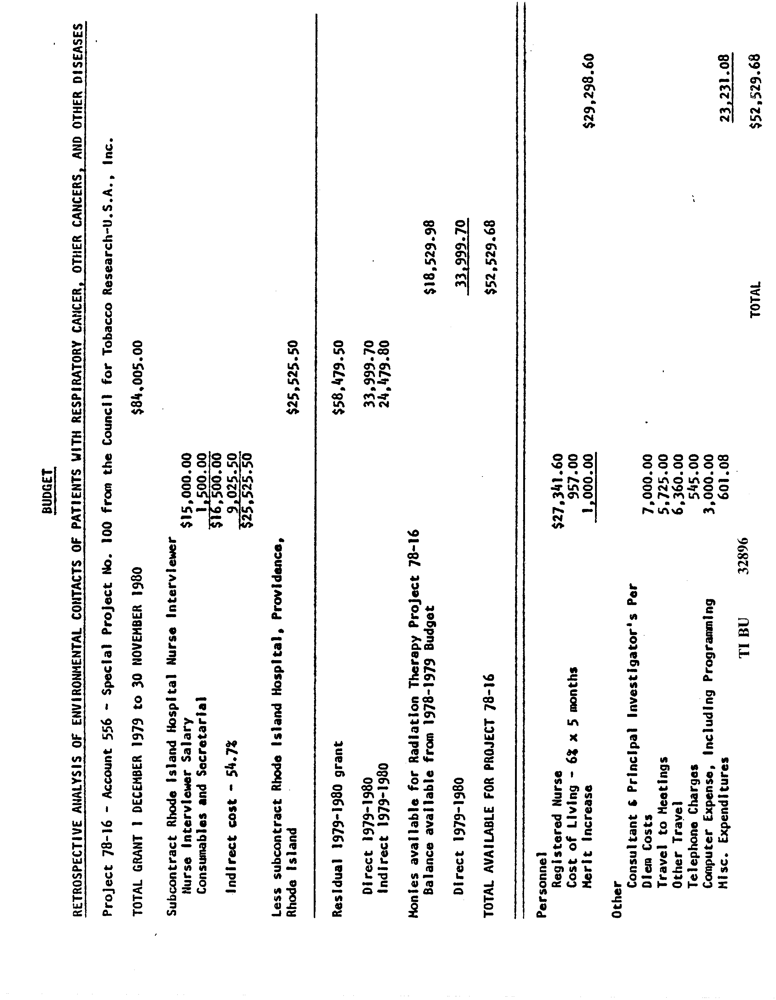 BUDGET
RETROSPECTIVE ANALYSIS OF ENVIRONMENTAL CONTACTS OF PATIENTS WITH RESPIRATORY CANCER, OTHER CANCERS, AND OTHER DISEASES
Project 78-16 - Account 556 - Special Project No. 100 from the Council for Tobacco Research-U.S.A., Inc.
TOTAL GRANT 1 DECEMBER 1979 to 30 NOVEMBER 1980 $84,005.00
Subcontract Rhode Island Hospital Nurse Interviewer
Nurse Interviewer Salary $15,000.00
Consumables and Secretarial 1,500.00
$16,500.00
Indirect cost - 54.7% 9,025.50
$25,525.50
Less subcontract Rhode Island Hospital, Providence,
Rhode Island $25,525.50
Residual 1979-1980 grant $58,479.50
Direct 1979-1980 33,999.70
Indirect 1979-1980 24,479.80
Monies available for Radiation Therapy Project 78-16
Balance available from 1978-1979 Budget $18,529.98
Direct 1979-1980 33,999.70
TOTAL AVAILABLE FOR PROJECT 78-16 $52,529.68
Personnel
Registered Nurse $27,341.60
Cost of Living - 6% x 5 months 957.00
Merit Increase 1,000.00 $29,298.60
Other
Consultant & Principal Investigator's Per
Diem Costs 7,000.00
Travel to Meetings 5,725.00
Other Travel 6,360.00
Telephone Charges 545.00
Computer Expense, Including Programming 3,000.00
Misc. Expenditures 601.08 23,231.08
TI BU 32896
TOTAL $52,529.68